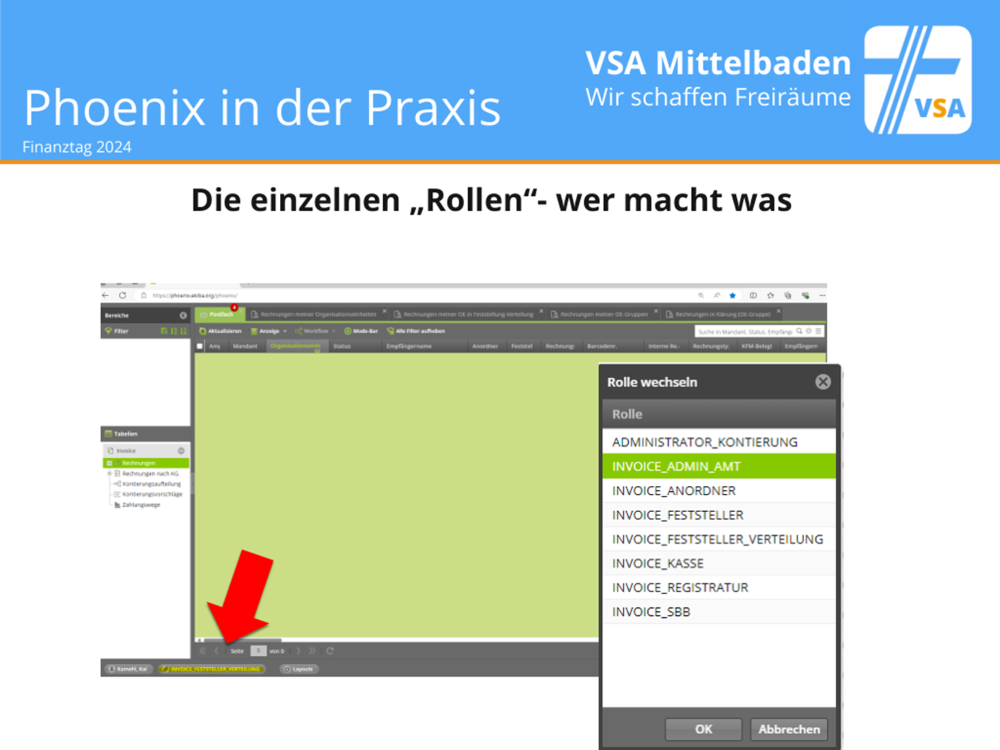 VSA Mittelbaden
Wir schaffen Freiräume
VSA
Phoenix in der Praxis
Finanztag 2024
Die einzelnen „Rollen“- wer macht was
https://phoenix.ekiba.org/phoenix/
Bereiche
Postfach
4
Rechnungen meiner Organisationseinheiten
Rechnungen meiner OE in Feststellung-Verteilung
Rechnungen meiner OE-Gruppen
Rechnungen in Klärung (OE-Gruppe)
Filter
Aktualisieren
Anzeige
Workflow
Mode-Bar
Alle Filter aufheben
Suche in Mandant, Status, Empfäng
Mandant
Organisationseinh
Status
Empfängername
Anordner
Feststel
Rechnung
Barcodenr.
Interne Re.-
Rechnungsty
KFM-Belegt
Empfängern
Tabellen
Invoice
Rechnungen
Rechnungen nach KG
Kontierungsaufteilung
Kontierungsvorschläge
Zahlungswege
Seite 0 von 0
Kamehl, Kai
INVOICE_FESTSTELLER_VERTEILUNG
Layouts
Rolle wechseln
Rolle
ADMINISTRATOR_KONTIERUNG
INVOICE_ADMIN_AMT
INVOICE_ANORDNER
INVOICE_FESTSTELLER
INVOICE_FESTSTELLER_VERTEILUNG
INVOICE_KASSE
INVOICE_REGISTRATUR
INVOICE_SBB
OK
Abbrechen